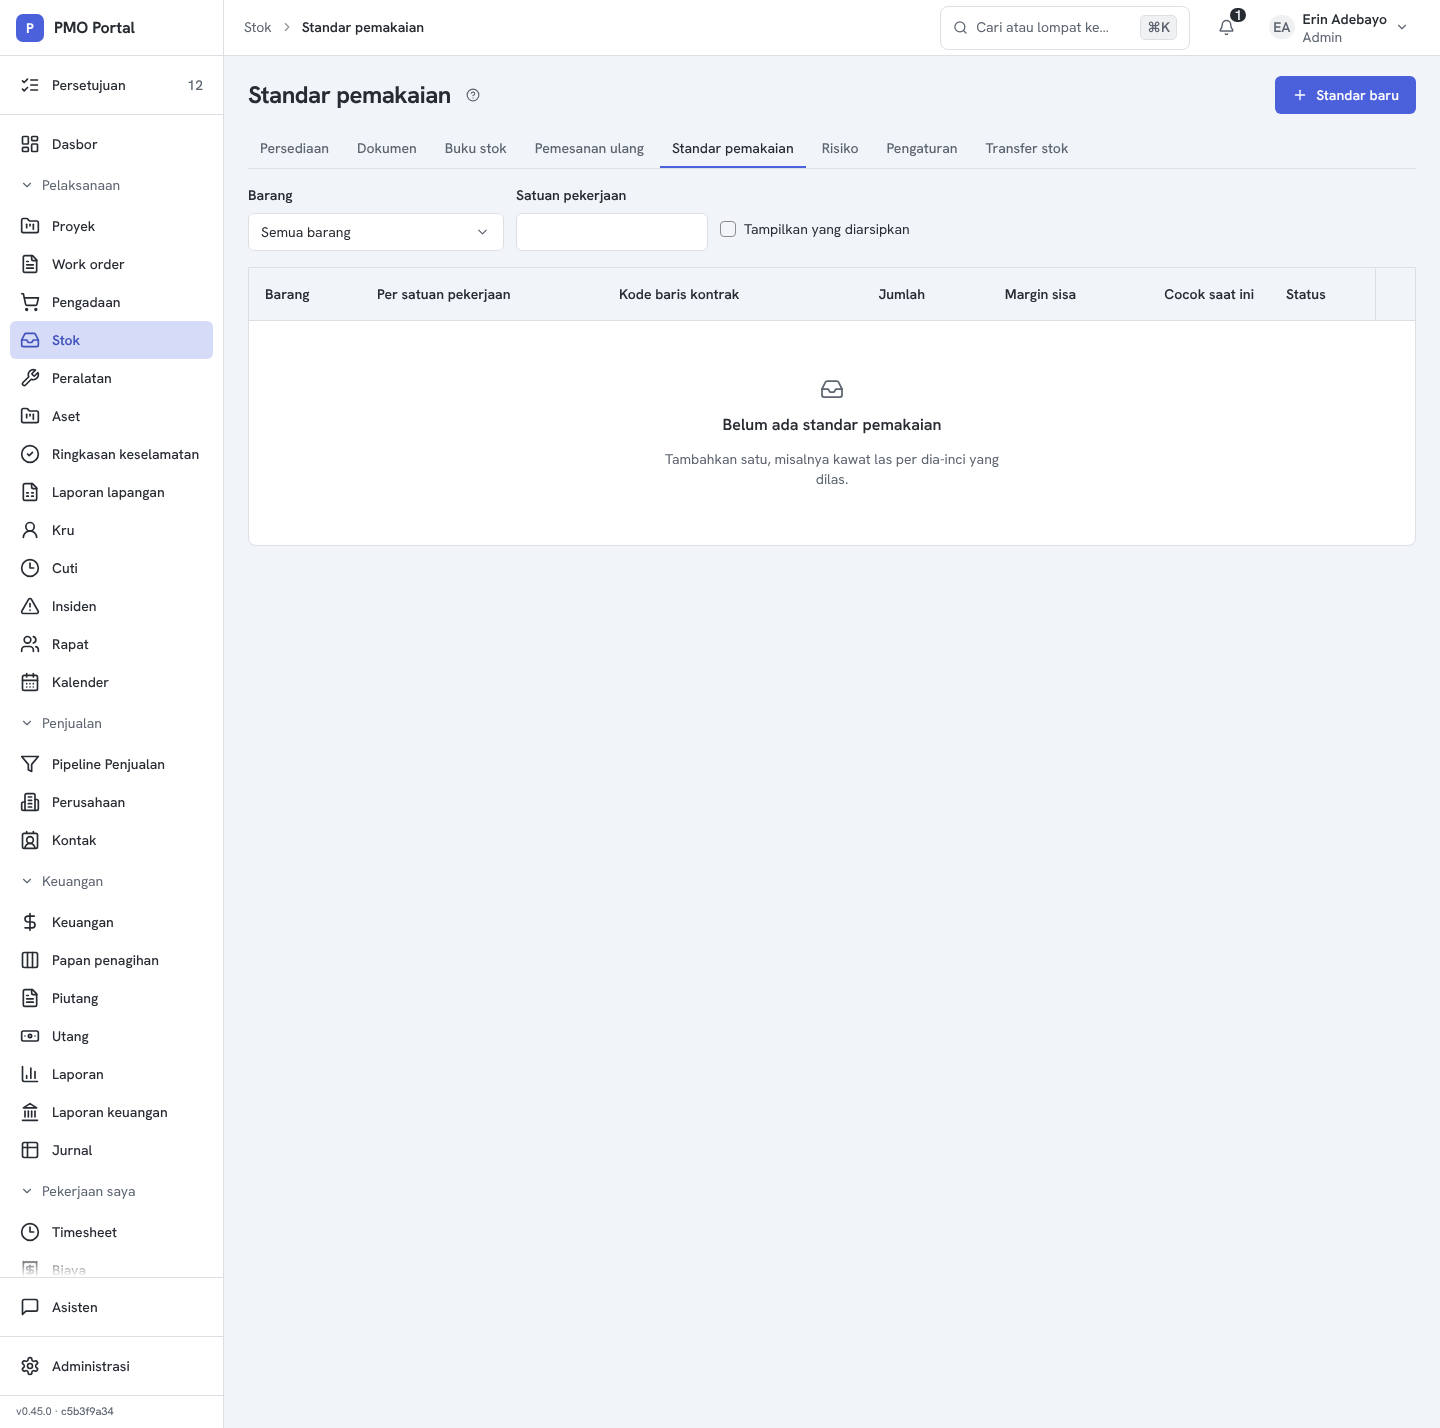 P PMO Portal
Stok > Standar pemakaian
Cari atau lompat ke... ⌘K
1
EA Erin Adebayo
Admin
Persetujuan 12
Dasbor
Pelaksanaan
Proyek
Work order
Pengadaan
Stok
Peralatan
Aset
Ringkasan keselamatan
Laporan lapangan
Kru
Cuti
Insiden
Rapat
Kalender
Penjualan
Pipeline Penjualan
Perusahaan
Kontak
Keuangan
Keuangan
Papan penagihan
Piutang
Utang
Laporan
Laporan keuangan
Jurnal
Pekerjaan saya
Timesheet
Biaya
Asisten
Administrasi
v0.45.0 · c5b3f9a34
Standar pemakaian
+ Standar baru
Persediaan Dokumen Buku stok Pemesanan ulang Standar pemakaian Risiko Pengaturan Transfer stok
Barang Satuan pekerjaan
Semua barang Tampilkan yang diarsipkan
Barang Per satuan pekerjaan Kode baris kontrak Jumlah Margin sisa Cocok saat ini Status
Belum ada standar pemakaian
Tambahkan satu, misalnya kawat las per dia-inci yang
dilas.